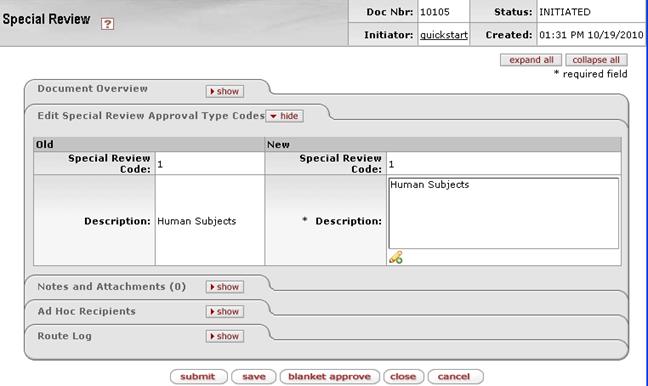 Special Review ?
Doc Nbr: 10105 Status: INITIATED
Initiator: quickstart Created: 01:31 PM 10/19/2010
expand all collapse all
* required field
Document Overview show
Edit Special Review Approval Type Codes hide
Old New
Special Review Code: 1 Special Review Code: 1
Description: Human Subjects * Description: Human Subjects
Notes and Attachments (0) show
Ad Hoc Recipients show
Route Log show
submit save blanket approve close cancel